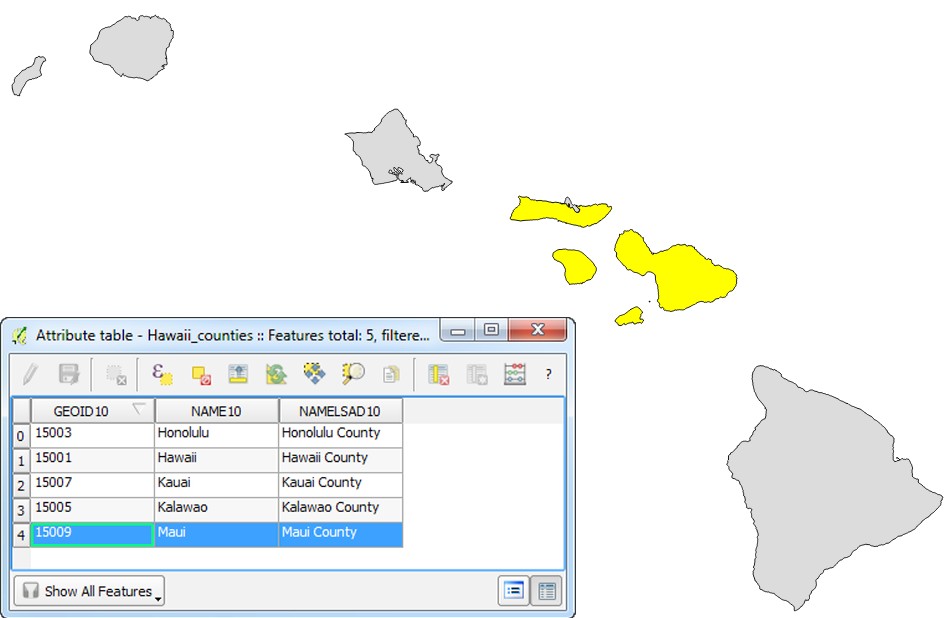 Attribute table - Hawaii_counties :: Features total: 5, filtere...
ε
?
GEOID10 NAME10 NAMELSAD10
0 15003 Honolulu Honolulu County
1 15001 Hawaii Hawaii County
2 15007 Kauai Kauai County
3 15005 Kalawao Kalawao County
4 15009 Maui Maui County
Show All Features